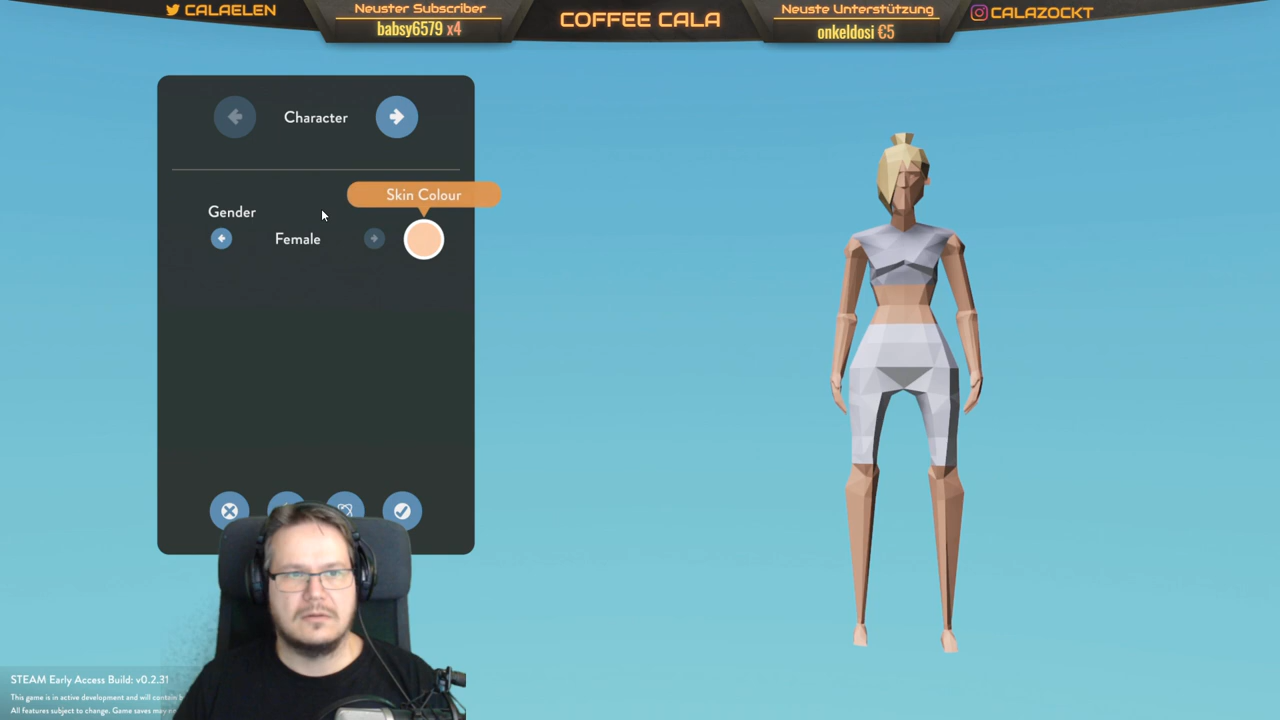 CALAELEN
Neuster Subscriber
babsy6579 x4
COFFEE CALA
Neuste Unterstützung
onkeldosi €5
CALAZOCKT
Character
Skin Colour
Gender
Female
STEAM Early Access Build: v0.2.31
This game is in active development and will contain
All features subject to change. Game saves may